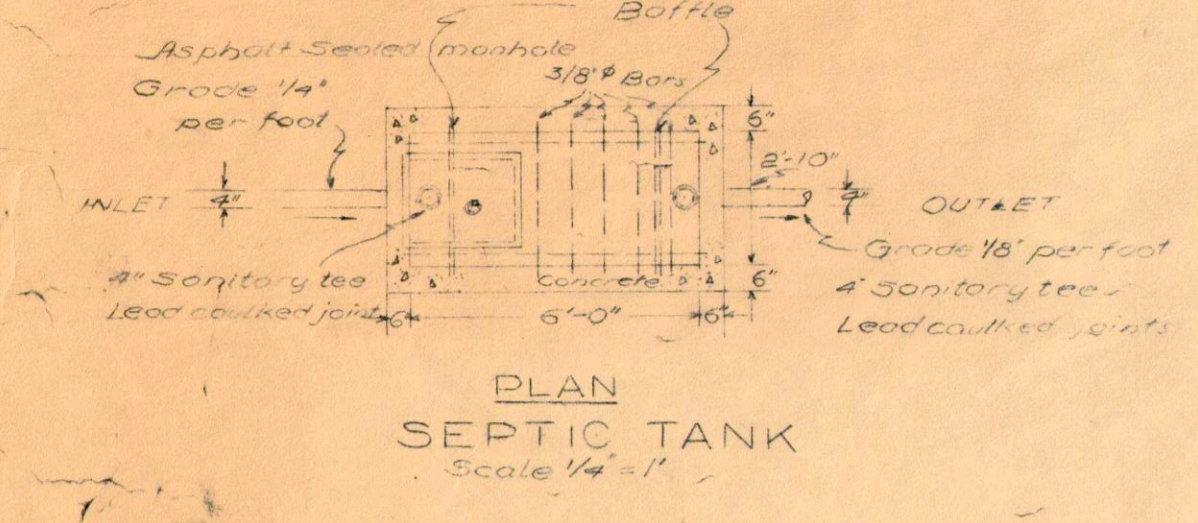 Baffle
Asphalt Sealed manhole
3/8"⌀ Bars
Grade 1/4"
per foot
6"
2'-10"
INLET
4"
4"
OUTLET
Grade 1/8" per foot
4" Sanitary tee
Lead caulked joint
Concrete
6"
4" Sanitary tee
Lead caulked joints
6"
6'-0"
6"
PLAN
SEPTIC TANK
Scale 1/4" = 1'